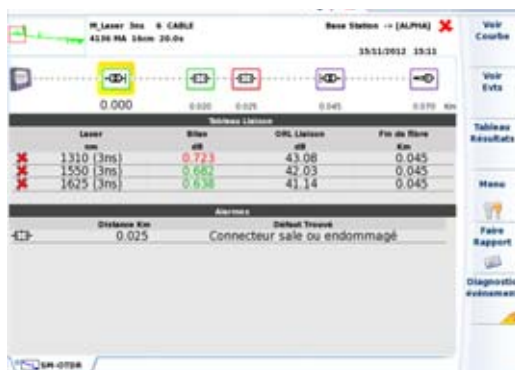 M_Laser 3ns 6 CABLE Base Station -> [ALPHA]
4136 MA 16cm 20.0s
15/11/2012 15:11
0.000 0.020 0.025 0.045 0.070 Km
Tableau Liaison
Laser Bilan ORL Liaison Fin de fibre
nm dB dB Km
1310 (3ns) 0.723 43.08 0.045
1550 (3ns) 0.682 42.03 0.045
1625 (3ns) 0.638 41.14 0.045
Alarmes
Distance Km Défaut Trouvé
0.025 Connecteur sale ou endommagé
SM-OTDR
Voir
Courbe
Voir
Evts
Tableau
Résultats
Menu
Faire
Rapport
Diagnostic
évènement